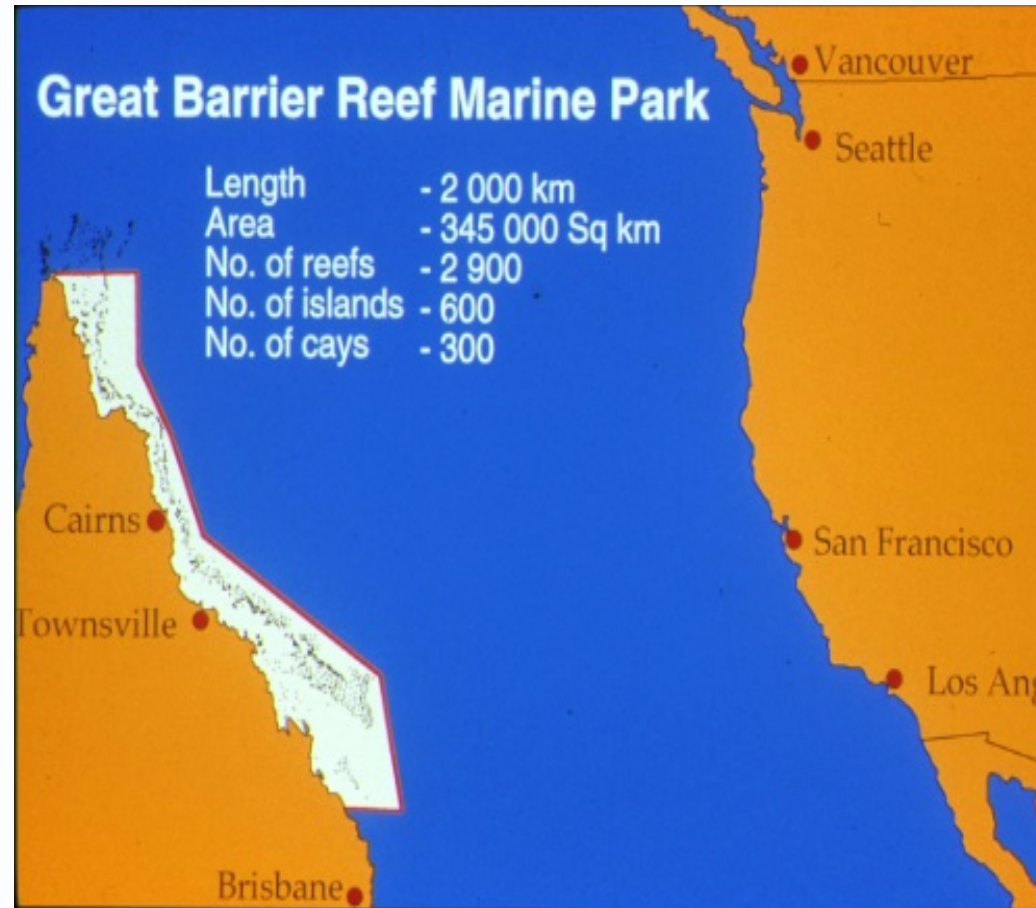 Great Barrier Reef Marine Park
Length - 2 000 km
Area - 345 000 Sq km
No. of reefs - 2 900
No. of islands - 600
No. of cays - 300
Vancouver
Seattle
San Francisco
Los Ang
Cairns
Townsville
Brisbane